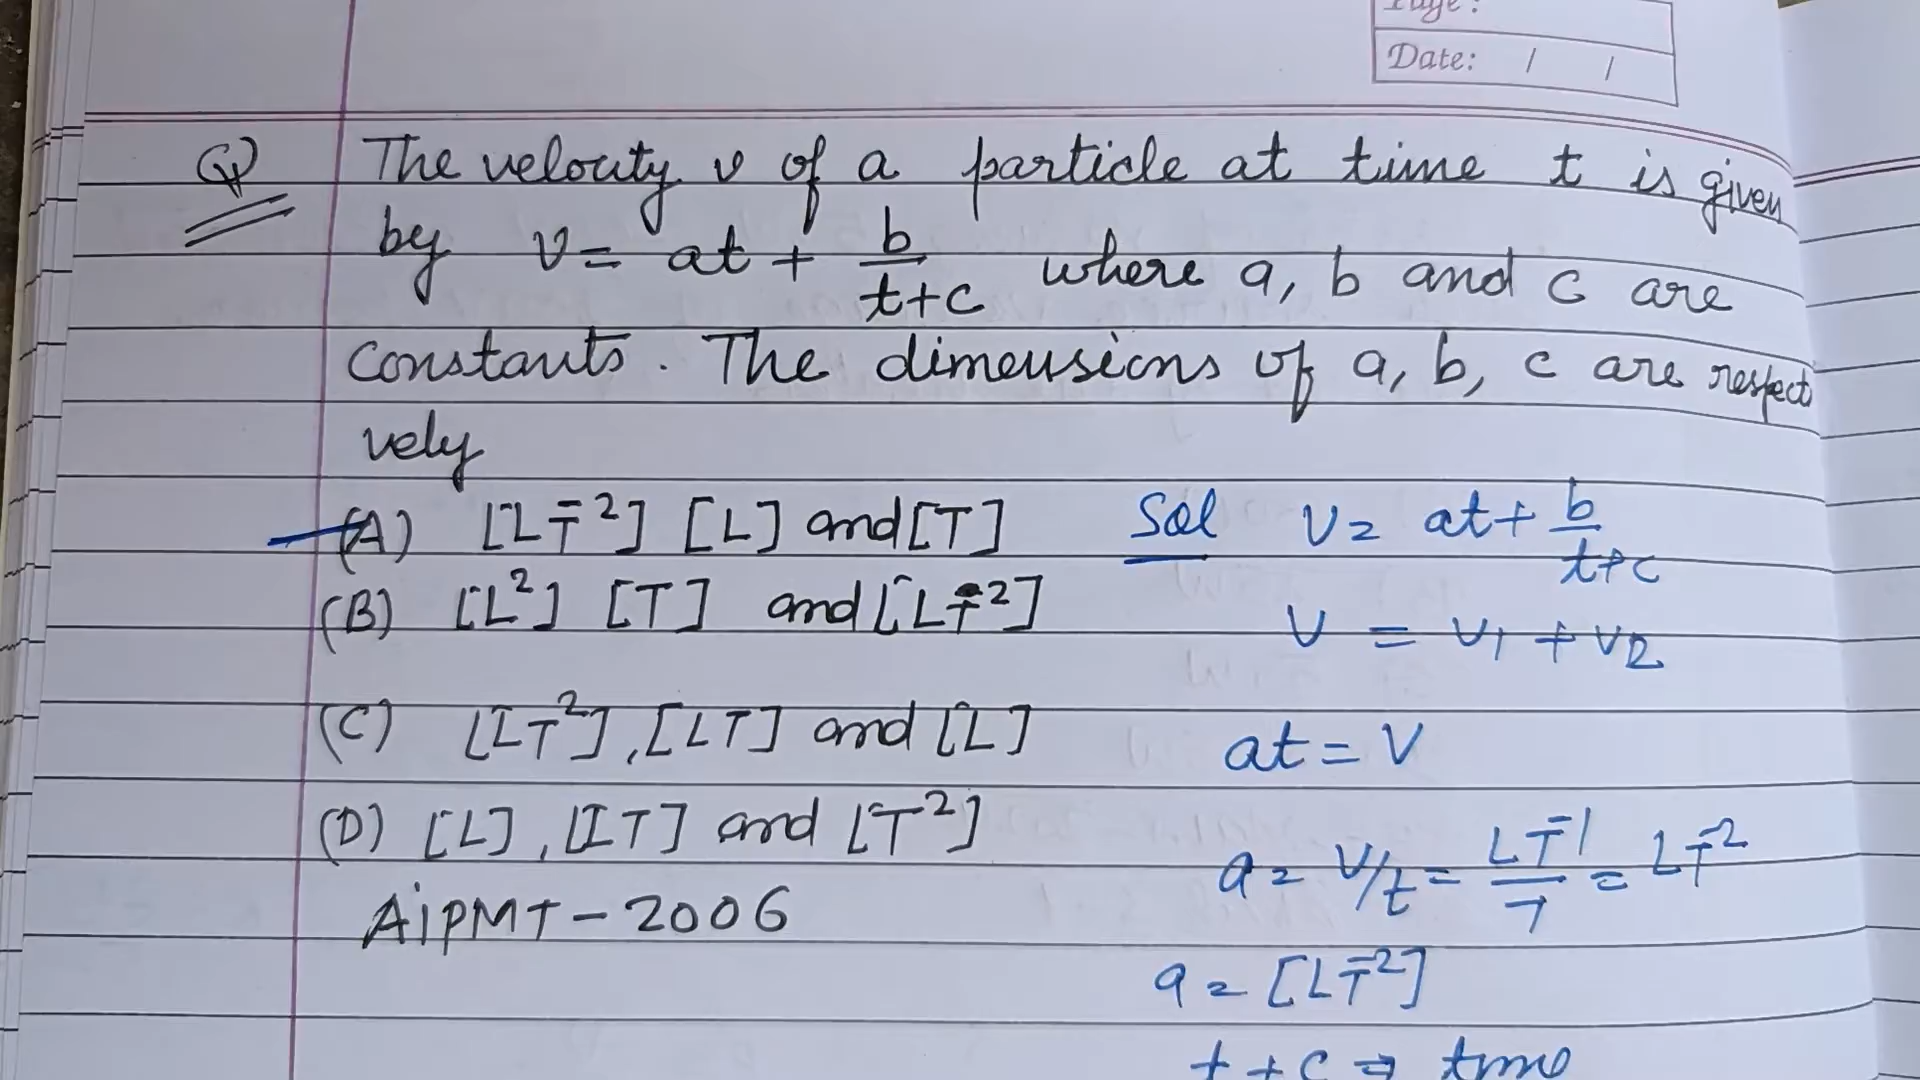 Page:
Date: / /
Q The velocity v of a particle at time t is given
by v = at + b/t+c where a, b and c are
constants. The dimensions of a, b, c are respect
vely
(A) [LT⁻²] [L] and [T]
(B) [L²] [T] and [LT⁻²]
(C) [LT²], [LT] and [L]
(D) [L], [LT] and [T²]
AiPMT - 2006
Sol V = at + b/t+c
V = V₁ + V₂
at = V
a = V/t = LT⁻¹/T = LT⁻²
a = [LT⁻²]
t + c ⇒ time